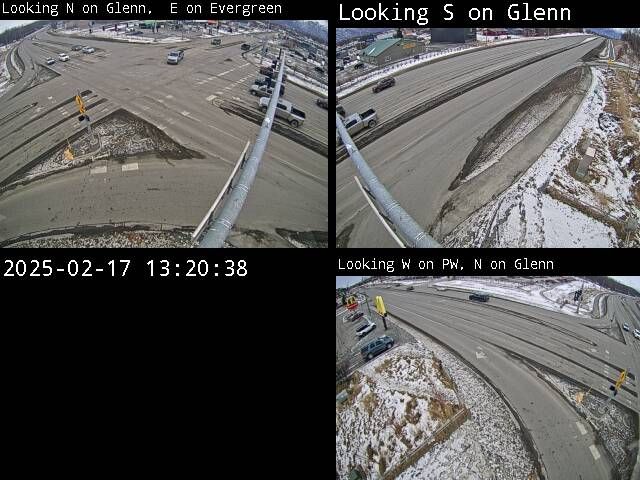 Looking N on Glenn, E on Evergreen
Looking S on Glenn
2025-02-17 13:20:38
Looking W on PW, N on Glenn